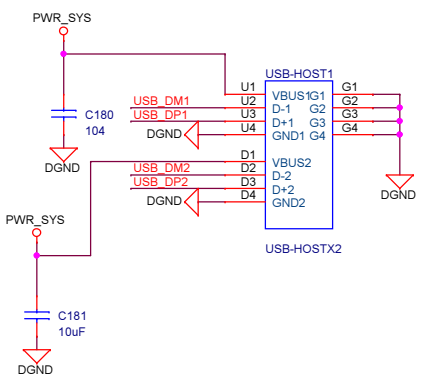 PWR_SYS
USB-HOST1
U1 VBUS1 G1 G1
USB_DM1 U2 D-1 G2 G2
C180 USB_DP1 U3 D+1 G3 G3
104 DGND U4 GND1 G4 G4
DGND
D1 VBUS2
USB_DM2 D2 D-2
USB_DP2 D3 D+2
DGND D4 GND2
DGND
PWR_SYS
USB-HOSTX2
C181
10uF
DGND